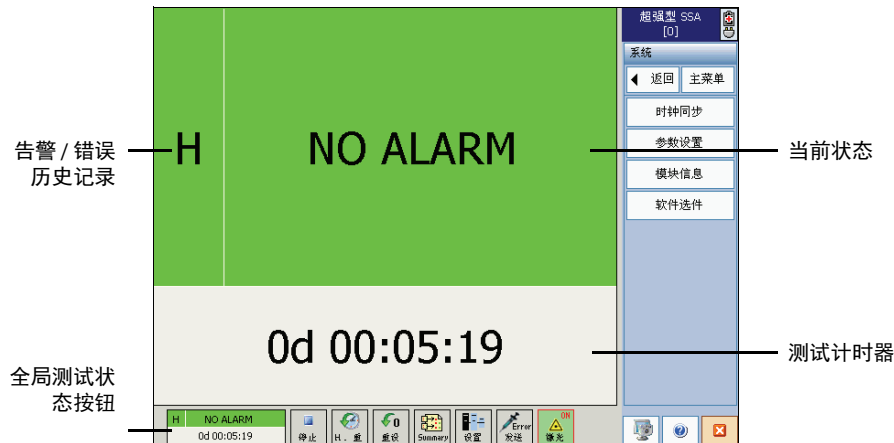 超强型 SSA
[0]
系统
返回 主菜单
时钟同步
参数设置
模块信息
软件选件
告警 / 错误
历史记录
H
NO ALARM
当前状态
0d 00:05:19
测试计时器
全局测试状
态按钮
H NO ALARM
0d 00:05:19
停止
H 、重
0
重设
Summary
设置
Error
发送
ON
激光